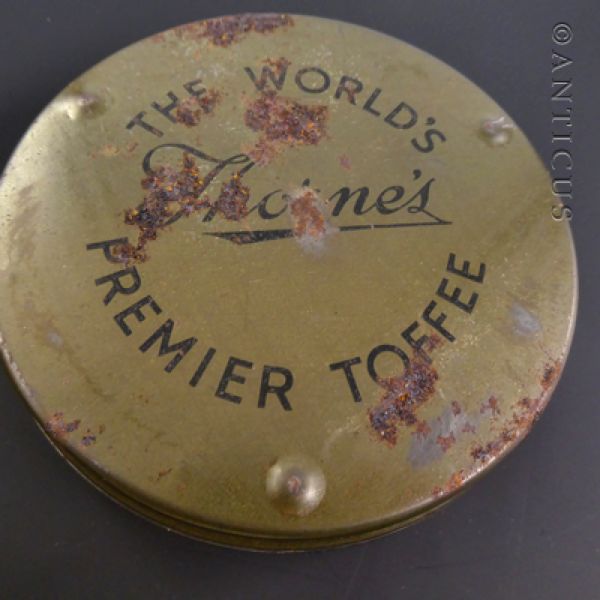 THE WORLD'S
Thorne's
PREMIER TOFFEE
©ANTICUS